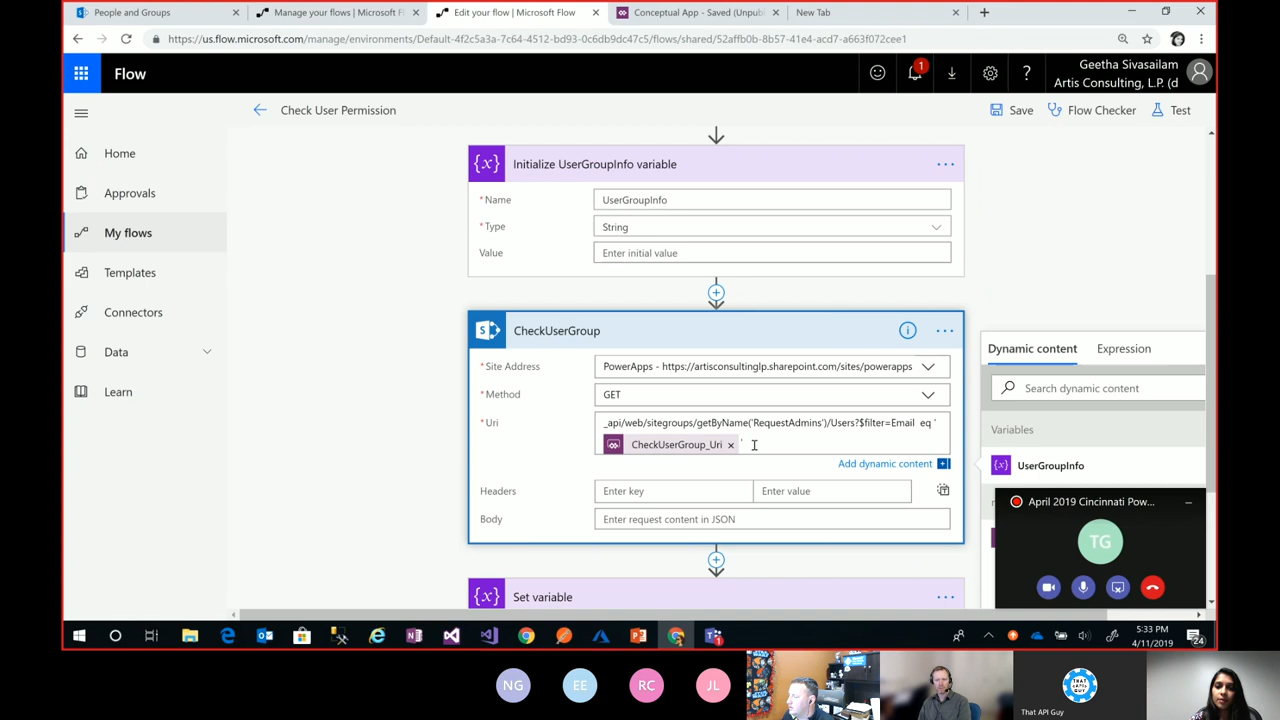 People and Groups
Manage your flows | Microsoft Fl
Edit your flow | Microsoft Flow
Conceptual App - Saved (Unpubl
New Tab
https://us.flow.microsoft.com/manage/environments/Default-4f2c5a3a-7c64-4512-bd93-0c6db9dc47c5/flows/shared/52affb0b-8b57-41e4-acd7-a663f072cee1
Flow
1
Geetha Sivasailam
Artis Consulting, L.P. (d
Check User Permission
Save
Flow Checker
Test
Home
Approvals
My flows
Templates
Connectors
Data
Learn
{x} Initialize UserGroupInfo variable
* Name UserGroupInfo
* Type String
Value Enter initial value
S CheckUserGroup
* Site Address PowerApps - https://artisconsultinglp.sharepoint.com/sites/powerapps
* Method GET
* Uri _api/web/sitegroups/getByName('RequestAdmins')/Users?$filter=Email eq '
CheckUserGroup_Uri x '
Add dynamic content
Headers Enter key Enter value
Body Enter request content in JSON
{x} Set variable
Dynamic content Expression
Search dynamic content
Variables
{x} UserGroupInfo
April 2019 Cincinnati Pow...
TG
5:33 PM
4/11/2019
24
NG
EE
RC
JL
THAT API GUY
That API Guy